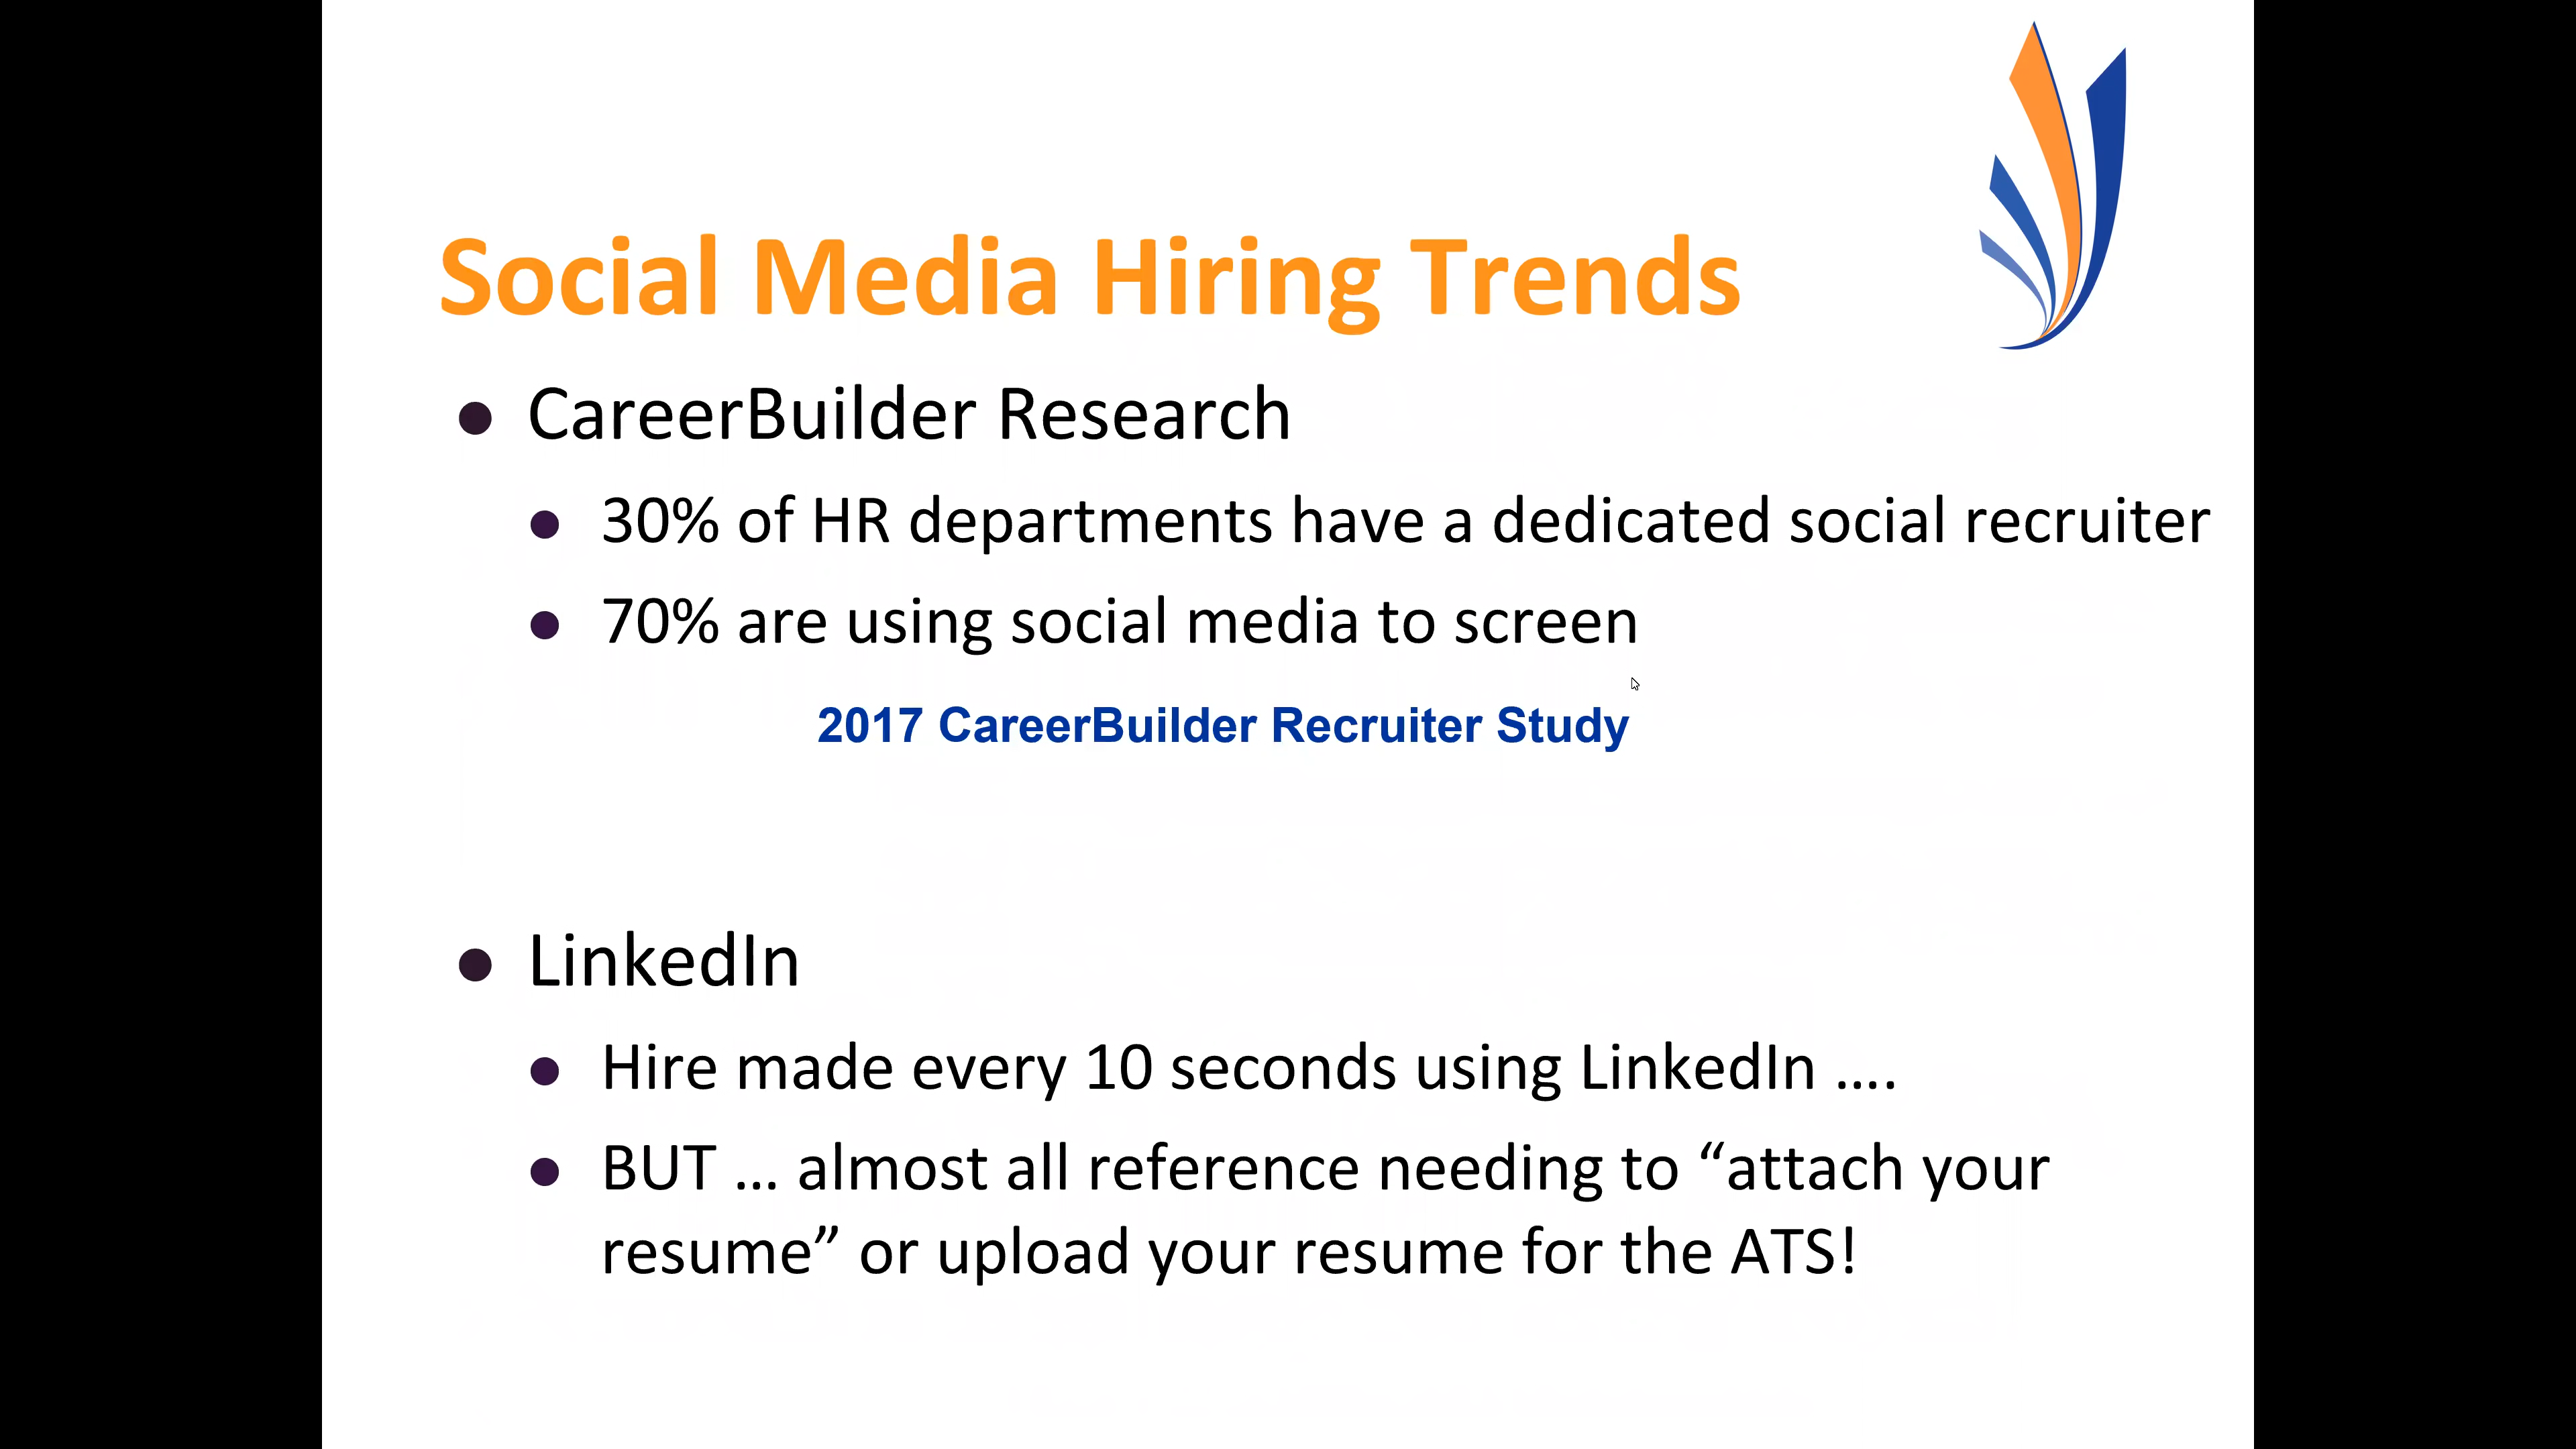 Social Media Hiring Trends
CareerBuilder Research
30% of HR departments have a dedicated social recruiter
70% are using social media to screen
2017 CareerBuilder Recruiter Study
LinkedIn
Hire made every 10 seconds using LinkedIn ....
BUT ... almost all reference needing to “attach your
resume” or upload your resume for the ATS!